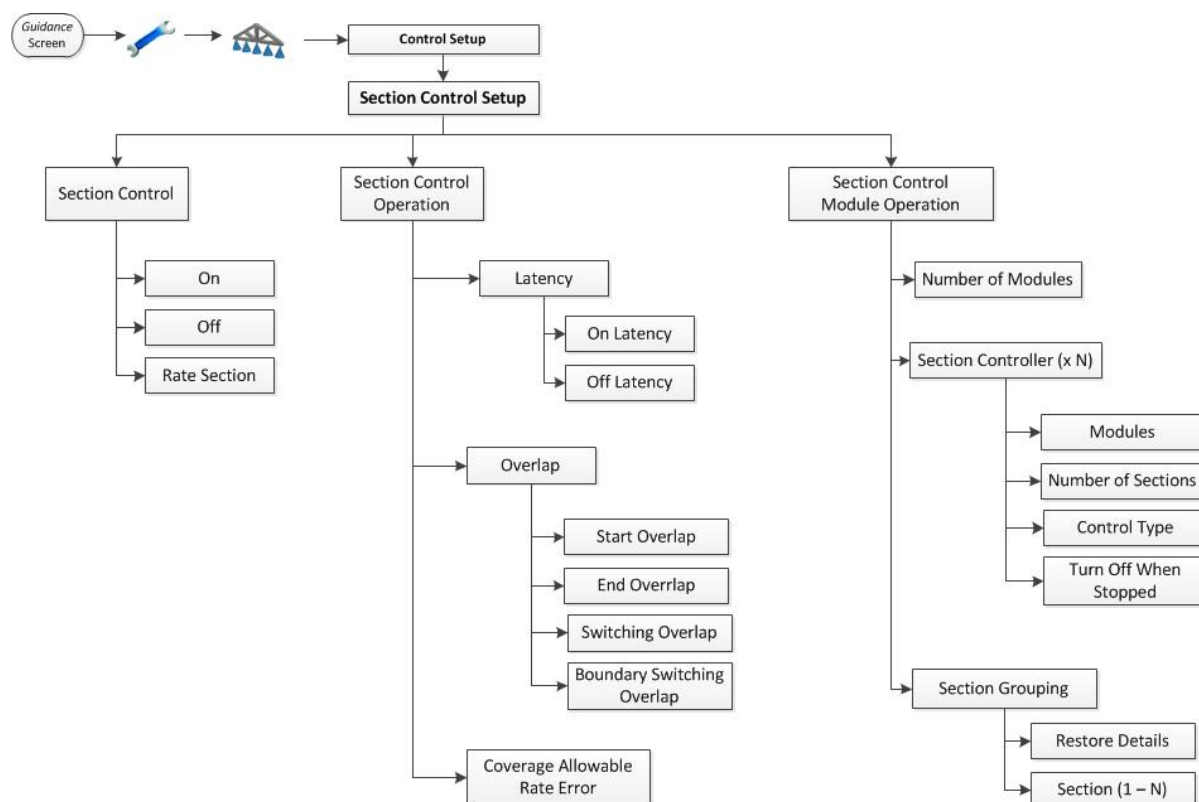 Guidance
Screen
Control Setup
Section Control Setup
Section Control
On
Off
Rate Section
Section Control
Operation
Latency
On Latency
Off Latency
Overlap
Start Overlap
End Overrlap
Switching Overlap
Boundary Switching
Overlap
Coverage Allowable
Rate Error
Section Control
Module Operation
Number of Modules
Section Controller (x N)
Modules
Number of Sections
Control Type
Turn Off When
Stopped
Section Grouping
Restore Details
Section (1 – N)